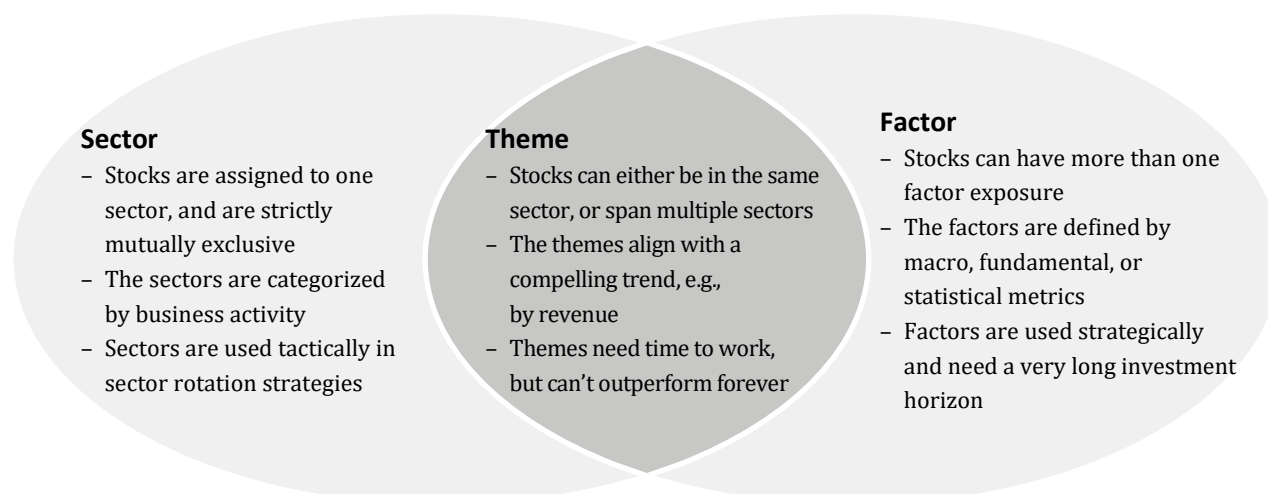 Sector
– Stocks are assigned to one
sector, and are strictly
mutually exclusive
– The sectors are categorized
by business activity
– Sectors are used tactically in
sector rotation strategies
Theme
– Stocks can either be in the same
sector, or span multiple sectors
– The themes align with a
compelling trend, e.g.,
by revenue
– Themes need time to work,
but can’t outperform forever
Factor
– Stocks can have more than one
factor exposure
– The factors are defined by
macro, fundamental, or
statistical metrics
– Factors are used strategically
and need a very long investment
horizon